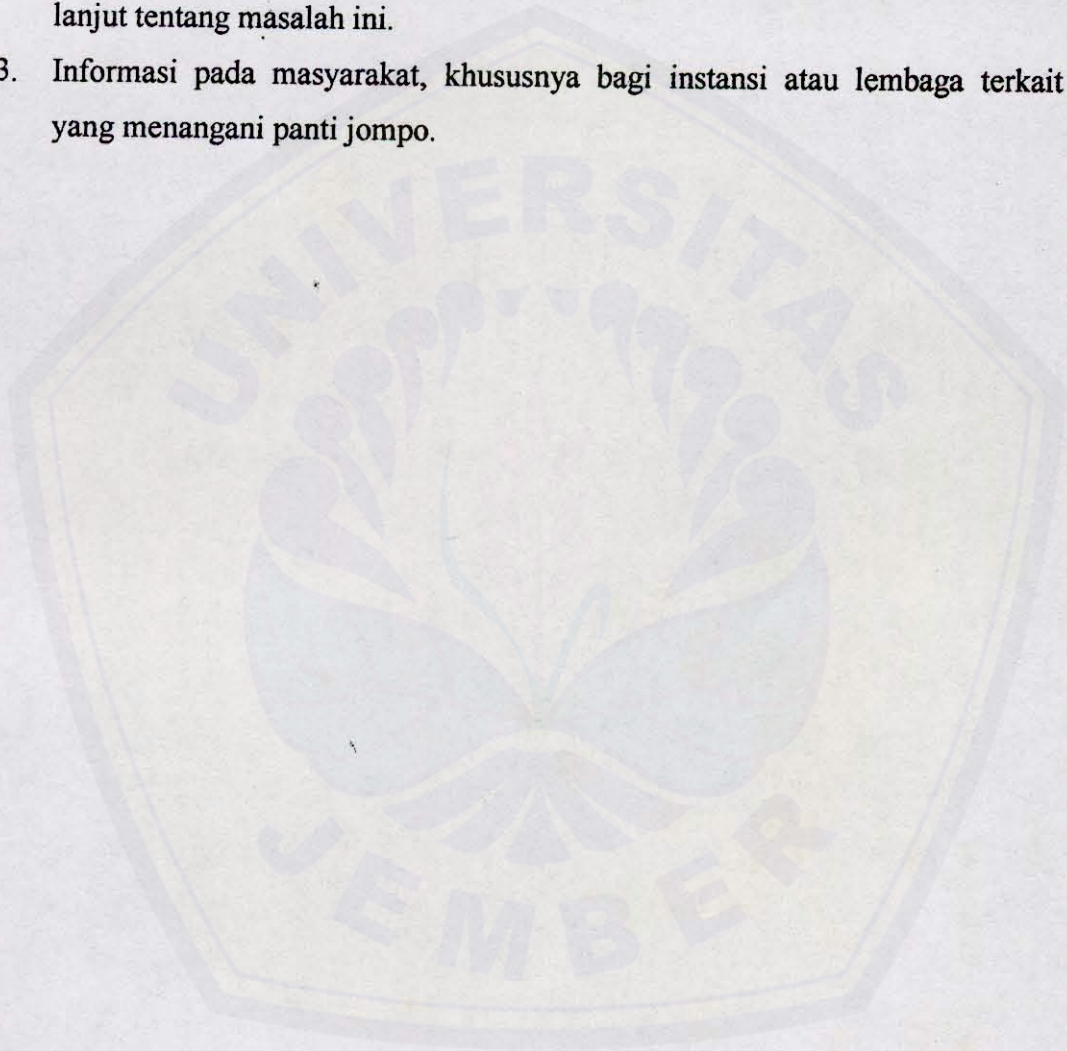 lanjut tentang masalah ini.
3. Informasi pada masyarakat, khususnya bagi instansi atau lembaga terkait
yang menangani panti jompo.
UNIVERSITAS
JEMBER